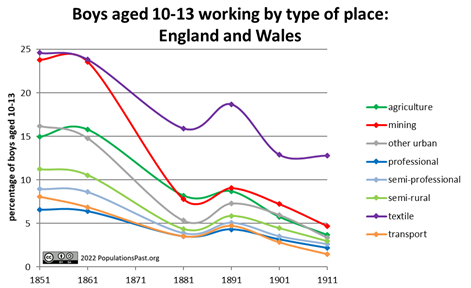 Boys aged 10-13 working by type of place:
England and Wales
percentage of boys aged 10-13
25
20
15
10
5
0
1851
1861
1871
1881
1891
1901
1911
agriculture
mining
other urban
professional
semi-professional
semi-rural
textile
transport
2022 PopulationsPast.org